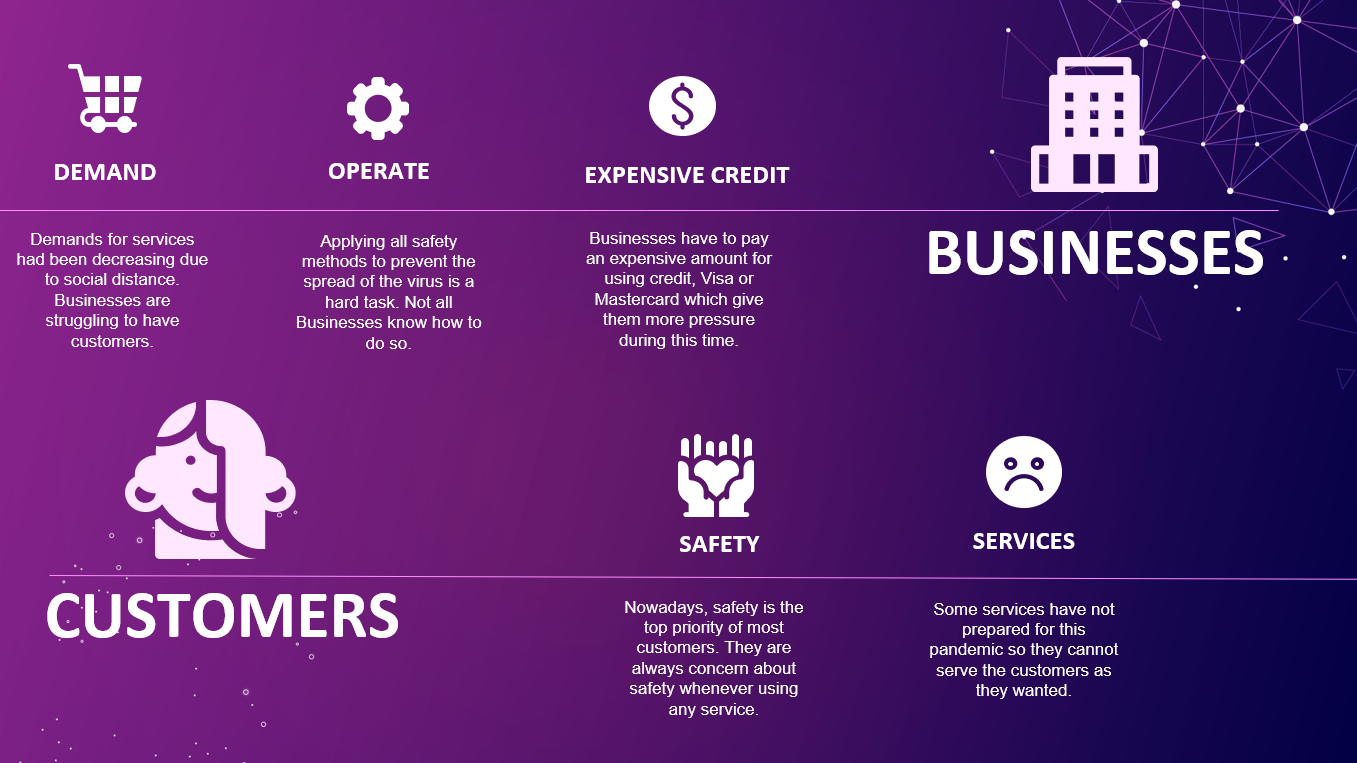 DEMAND
OPERATE
EXPENSIVE CREDIT
Demands for services
had been decreasing due
to social distance.
Businesses are
struggling to have
customers.
Applying all safety
methods to prevent the
spread of the virus is a
hard task. Not all
Businesses know how to
do so.
Businesses have to pay
an expensive amount for
using credit, Visa or
Mastercard which give
them more pressure
during this time.
BUSINESSES
CUSTOMERS
SAFETY
SERVICES
Nowadays, safety is the
top priority of most
customers. They are
always concern about
safety whenever using
any service.
Some services have not
prepared for this
pandemic so they cannot
serve the customers as
they wanted.